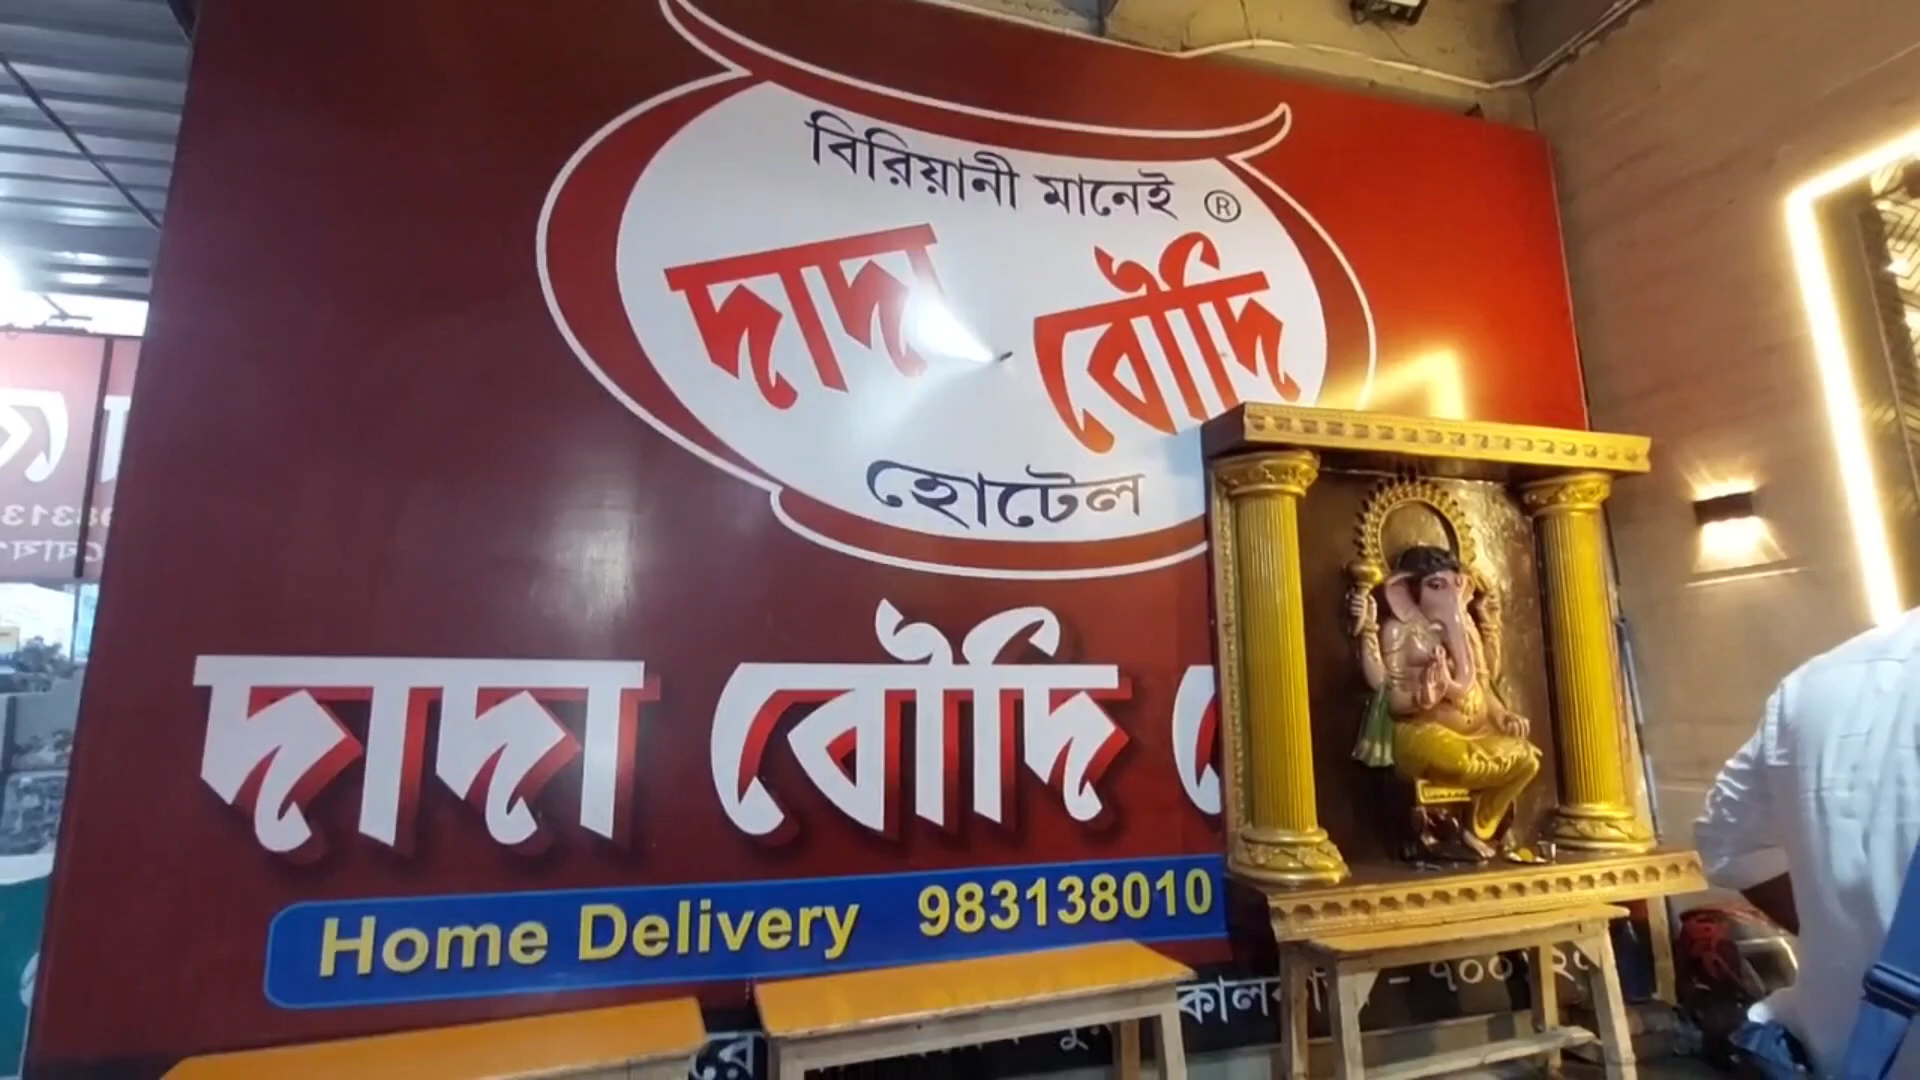 বিরিয়ানী মানেই ®
দাদা বৌদি
হোটেল
দাদা বৌদি
Home Delivery 983138010